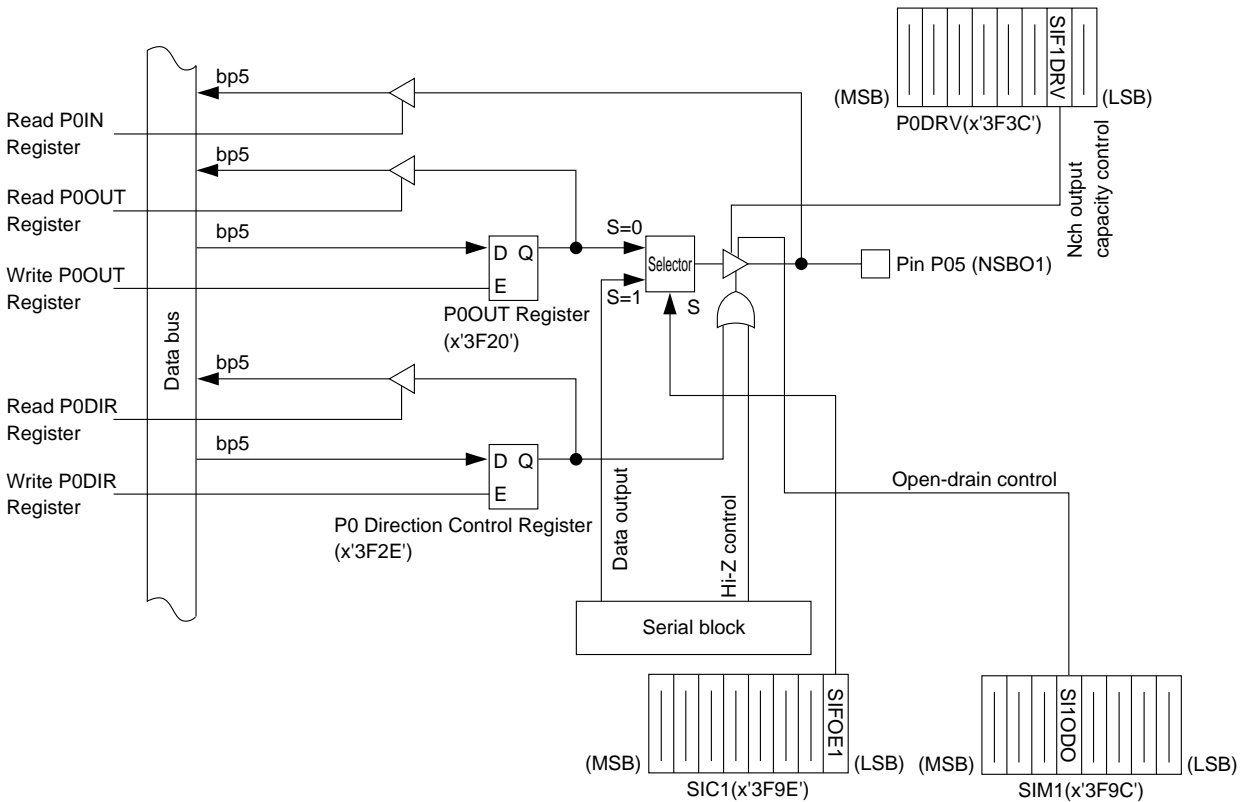 SIF1DRV
(MSB)
(LSB)
P0DRV(x'3F3C')
Nch output
capacity control
bp5
Read P0IN
Register
bp5
Read P0OUT
Register
bp5
Write P0OUT
Register
D Q
E
P0OUT Register
(x'3F20')
S=0
S=1
Selector
S
Pin P05 (NSBO1)
Data bus
bp5
Read P0DIR
Register
bp5
Write P0DIR
Register
D Q
E
P0 Direction Control Register
(x'3F2E')
Data output
Hi-Z control
Open-drain control
Serial block
SIFOE1
(MSB)
(LSB)
SIC1(x'3F9E')
SI1ODO
(MSB)
(LSB)
SIM1(x'3F9C')